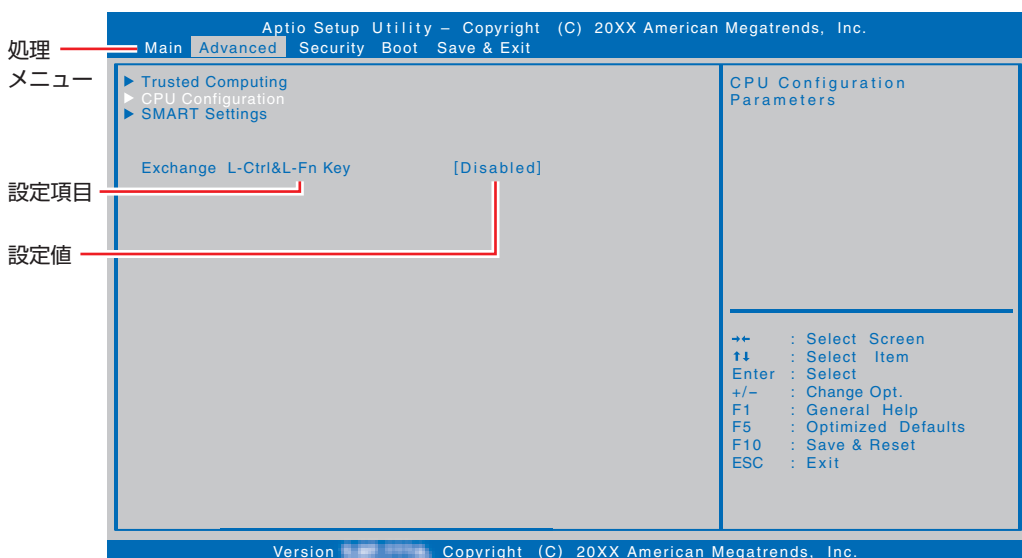 Aptio Setup Utility – Copyright (C) 20XX American Megatrends, Inc.
Main Advanced Security Boot Save & Exit
処理
メニュー
▶ Trusted Computing
▶ CPU Configuration
▶ SMART Settings
Exchange L-Ctrl&L-Fn Key [Disabled]
設定項目
設定値
CPU Configuration
Parameters
→← : Select Screen
↑↓ : Select Item
Enter : Select
+/– : Change Opt.
F1 : General Help
F5 : Optimized Defaults
F10 : Save & Reset
ESC : Exit
Version Copyright (C) 20XX American Megatrends, Inc.